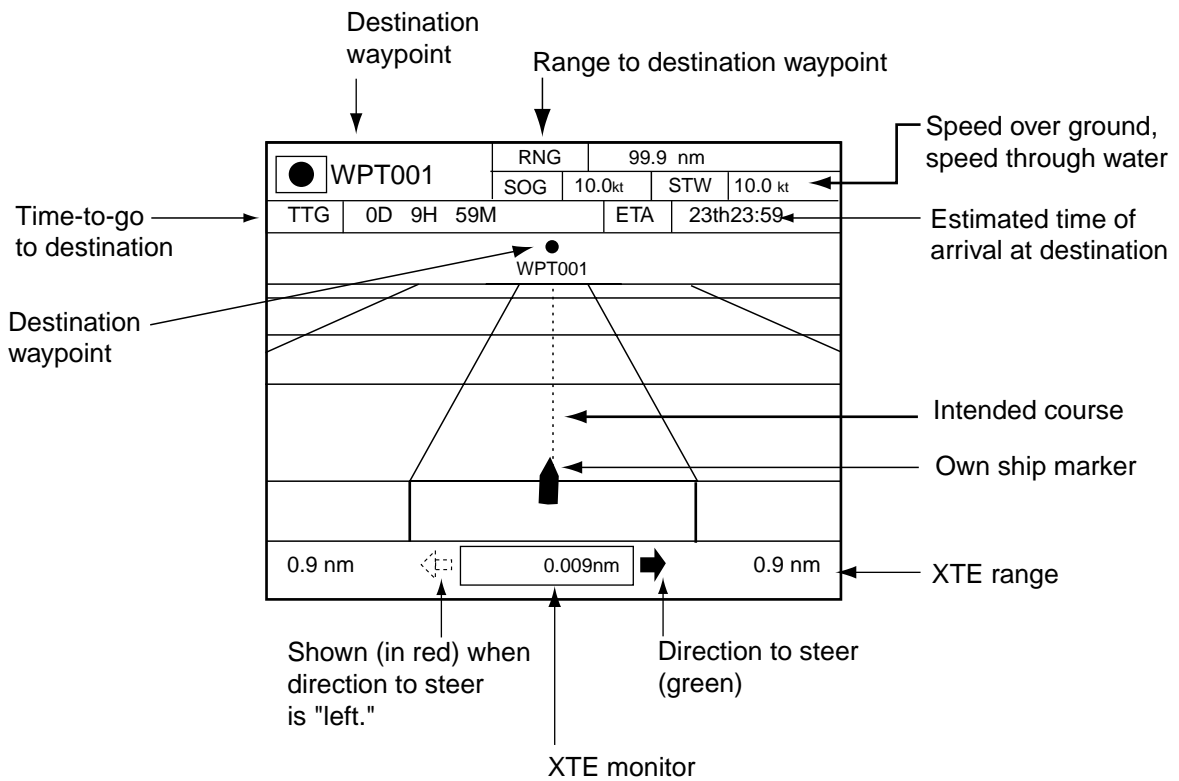 Destination
waypoint
Range to destination waypoint
Speed over ground,
speed through water
WPT001
RNG 99.9 nm
SOG 10.0kt STW 10.0 kt
Time-to-go
to destination
TTG 0D 9H 59M ETA 23th23:59
Estimated time of
arrival at destination
WPT001
Destination
waypoint
Intended course
Own ship marker
0.9 nm 0.009nm 0.9 nm
XTE range
Shown (in red) when
direction to steer
is "left."
Direction to steer
(green)
XTE monitor